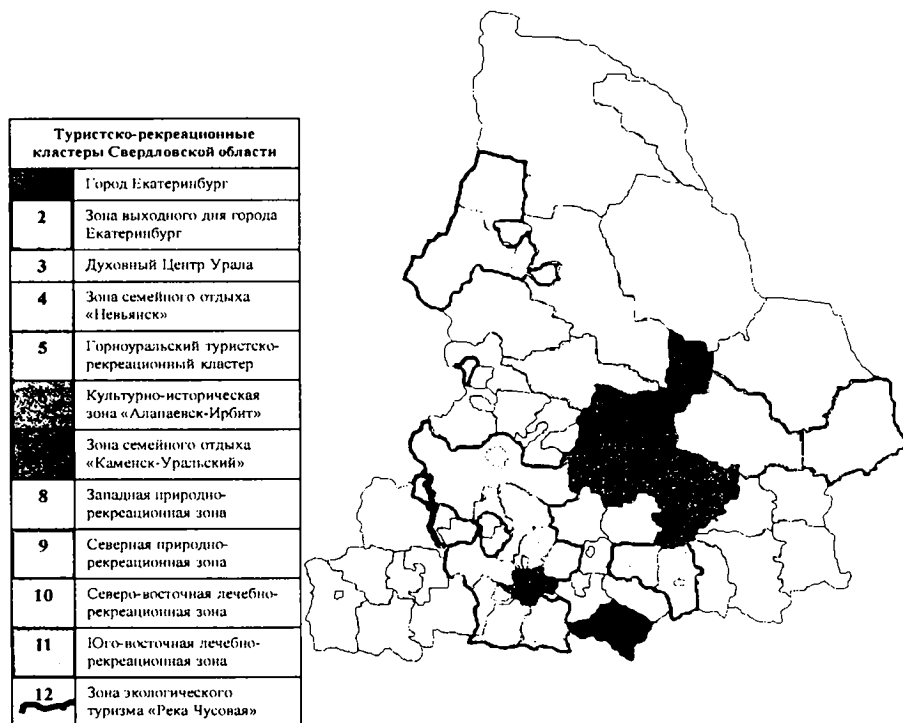 Туристско-рекреационные
кластеры Свердловской области
Город Екатеринбург
2 Зона выходного дня города
Екатеринбург
3 Духовный Центр Урала
4 Зона семейного отдыха
«Невьянск»
5 Горноуральский туристско-
рекреационный кластер
Культурно-историческая
зона «Алапаевск-Ирбит»
Зона семейного отдыха
«Каменск-Уральский»
8 Западная природно-
рекреационная зона
9 Северная природно-
рекреационная зона
10 Северо-восточная лечебно-
рекреационная зона
11 Юго-восточная лечебно-
рекреационная зона
12 Зона экологического
туризма «Река Чусовая»